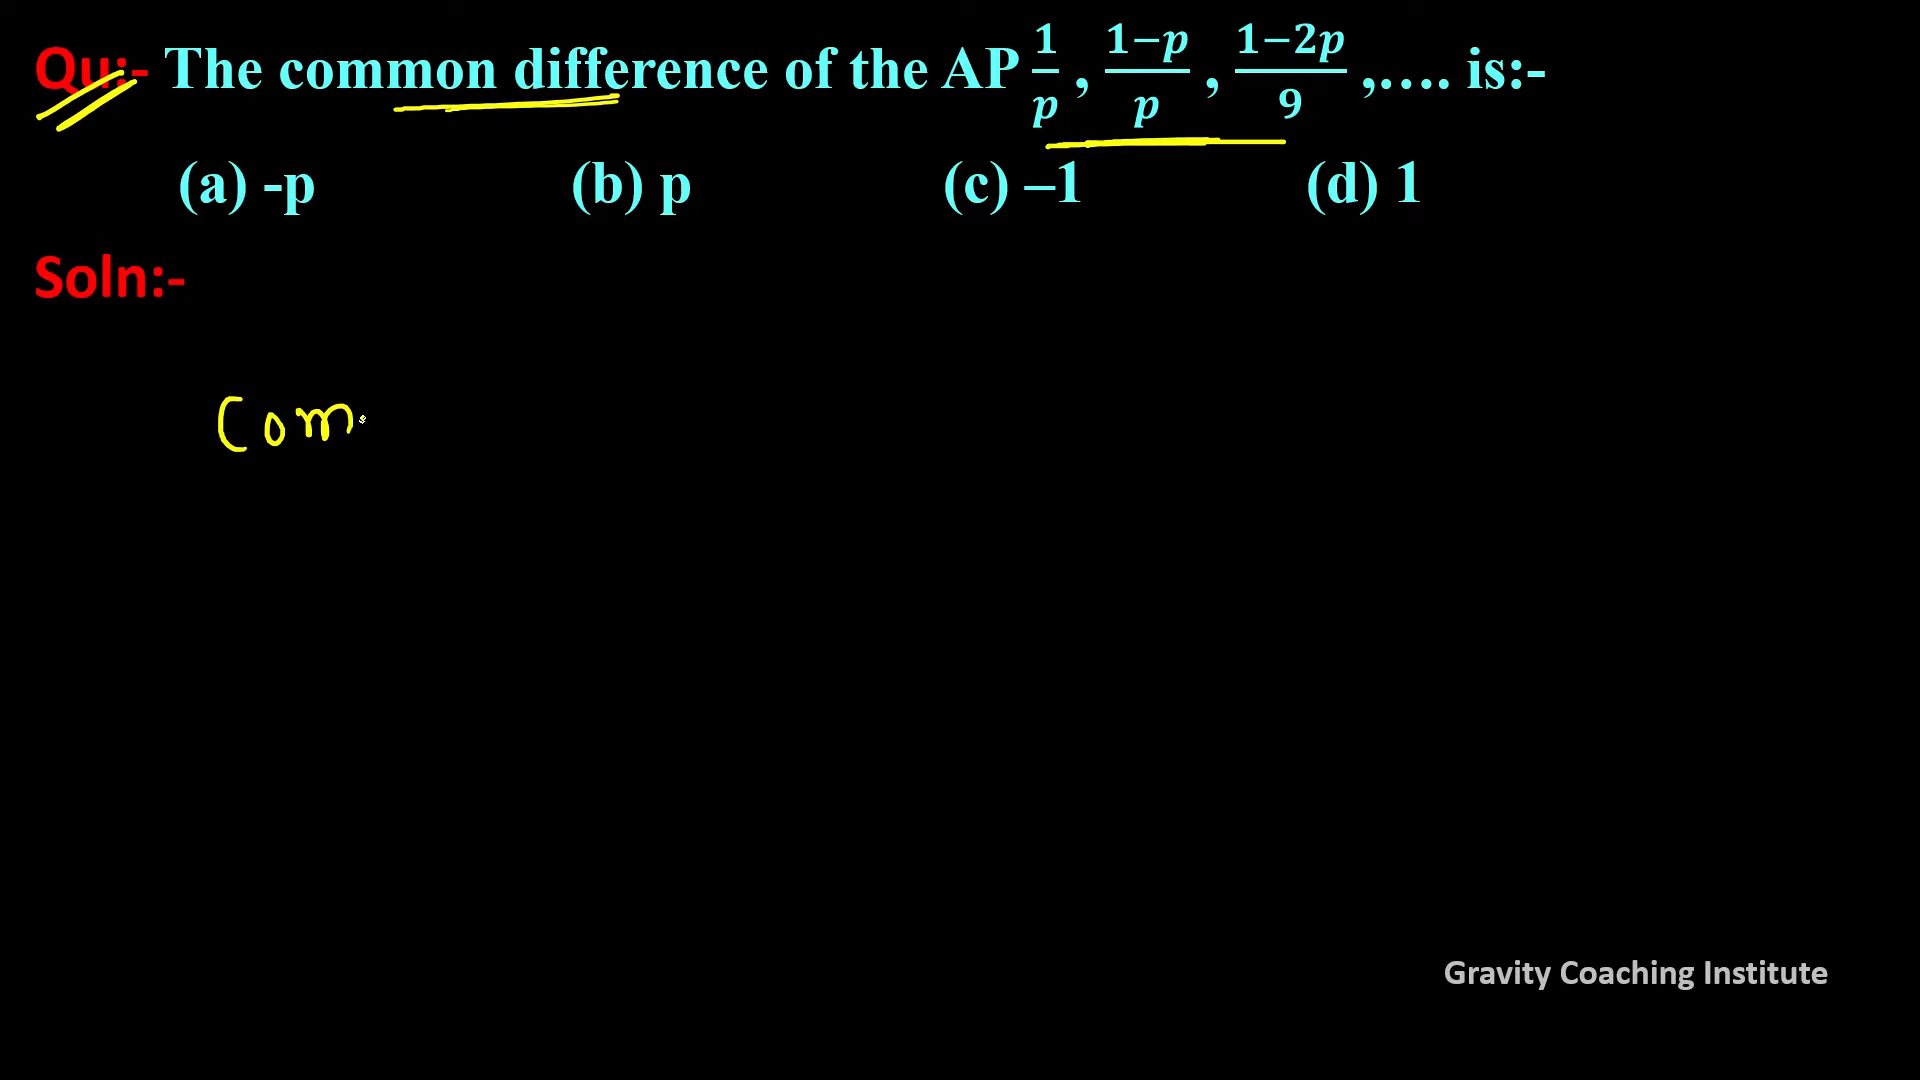 Qu:- The common difference of the AP 1/p , 1−p/p , 1−2p/9 ,.... is:-
(a) -p (b) p (c) –1 (d) 1
Soln:-
Com
Gravity Coaching Institute